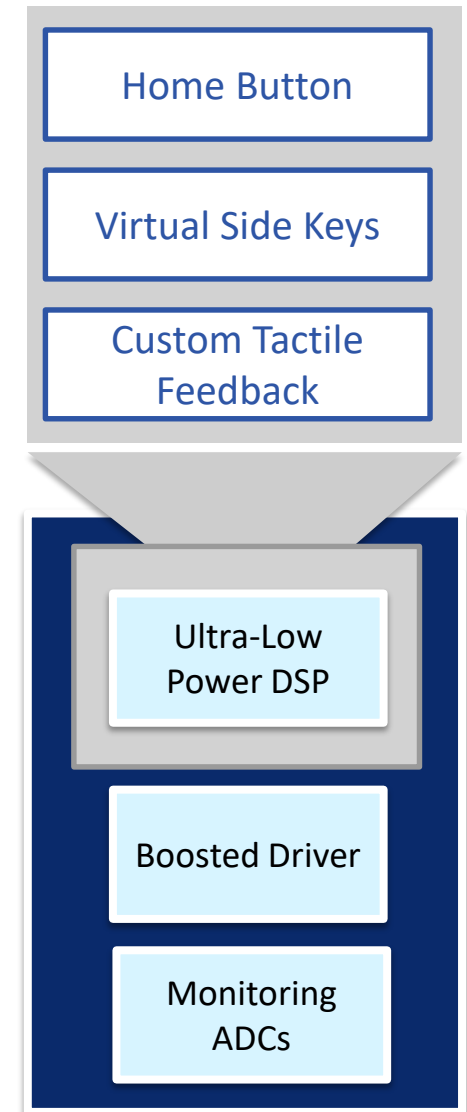 Home Button
Virtual Side Keys
Custom Tactile
Feedback
Ultra-Low
Power DSP
Boosted Driver
Monitoring
ADCs